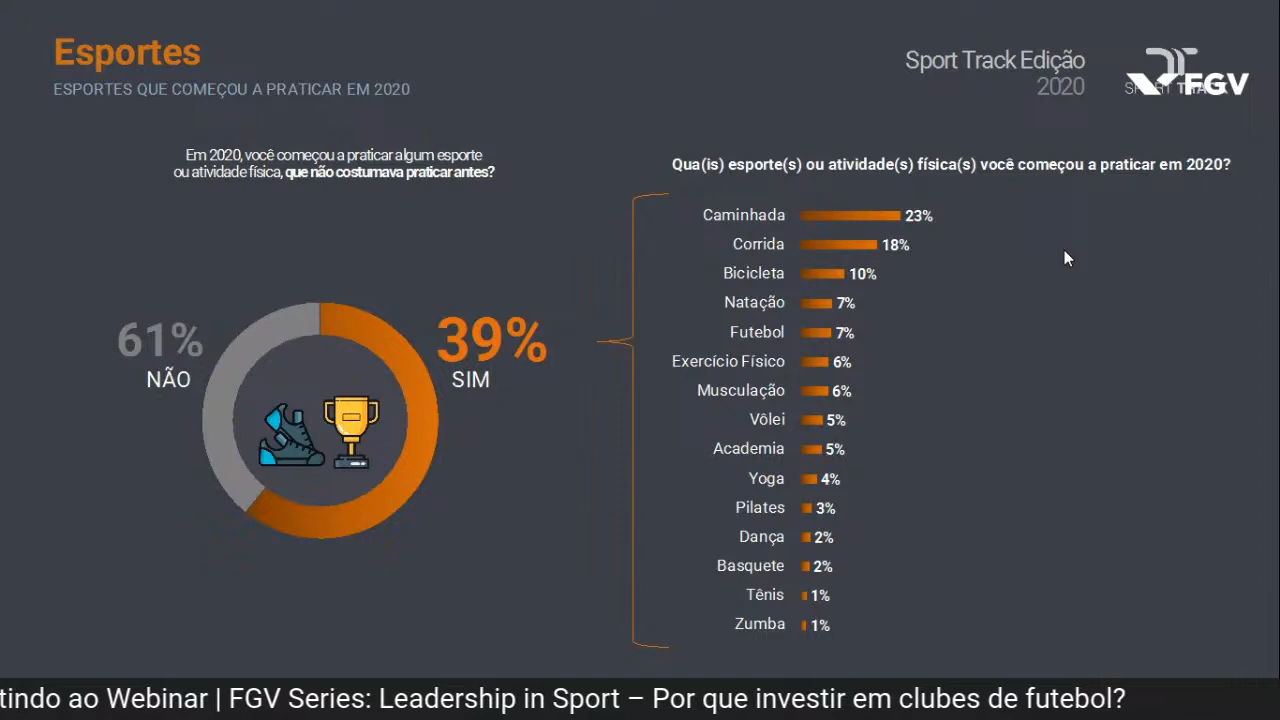 Esportes
ESPORTES QUE COMEÇOU A PRATICAR EM 2020
Sport Track Edição
2020
FGV
Em 2020, você começou a praticar algum esporte
ou atividade física, que não costumava praticar antes?
61%
NÃO
39%
SIM
Qua(is) esporte(s) ou atividade(s) física(s) você começou a praticar em 2020?
Caminhada 23%
Corrida 18%
Bicicleta 10%
Natação 7%
Futebol 7%
Exercício Físico 6%
Musculação 6%
Vôlei 5%
Academia 5%
Yoga 4%
Pilates 3%
Dança 2%
Basquete 2%
Tênis 1%
Zumba 1%
tindo ao Webinar | FGV Series: Leadership in Sport – Por que investir em clubes de futebol?